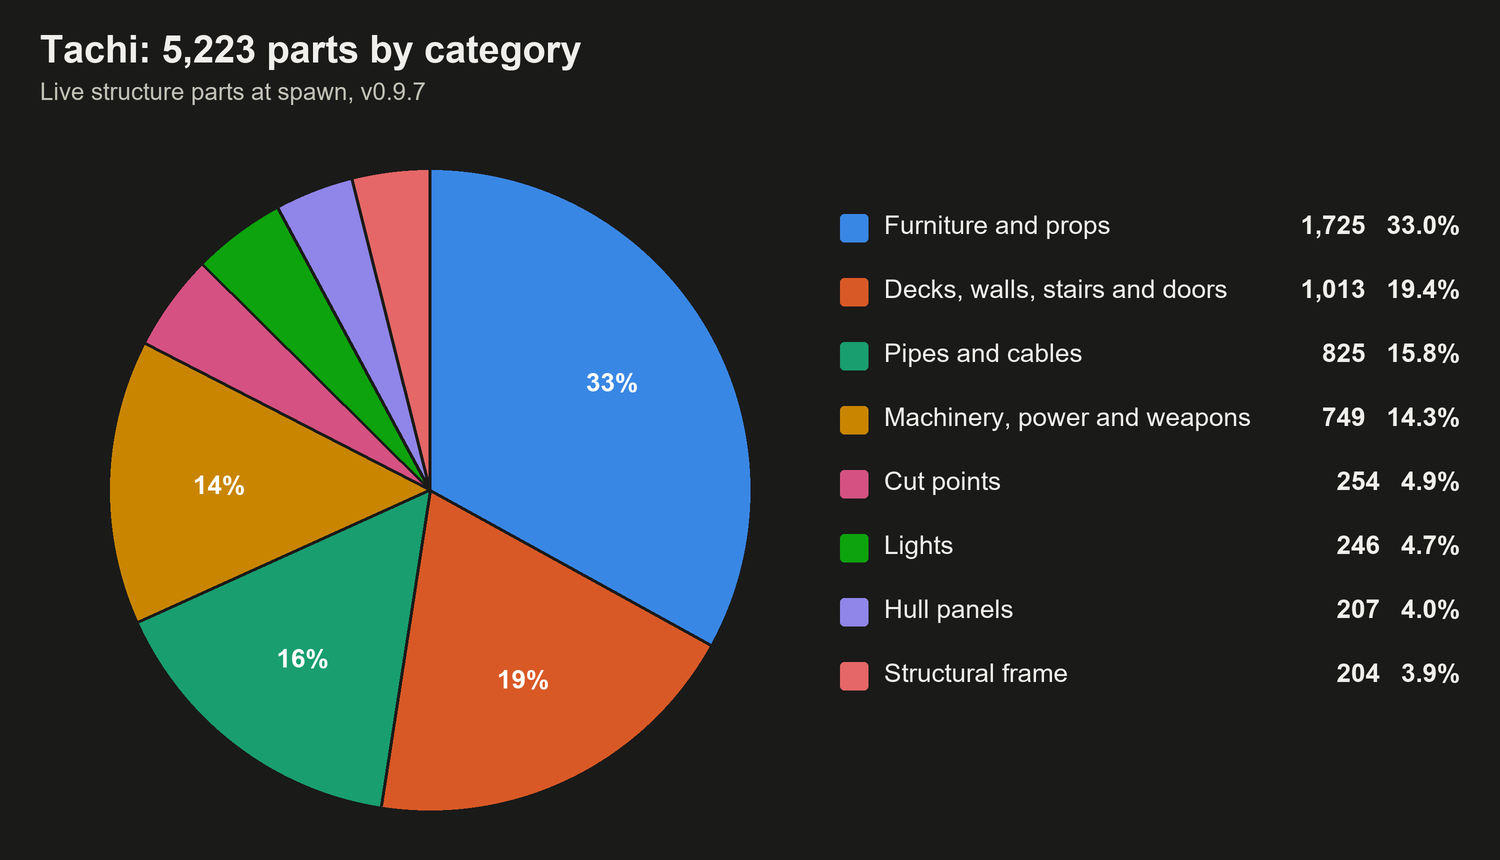 Tachi: 5,223 parts by category
Live structure parts at spawn, v0.9.7
33%
19%
16%
14%
Furniture and props 1,725 33.0%
Decks, walls, stairs and doors 1,013 19.4%
Pipes and cables 825 15.8%
Machinery, power and weapons 749 14.3%
Cut points 254 4.9%
Lights 246 4.7%
Hull panels 207 4.0%
Structural frame 204 3.9%